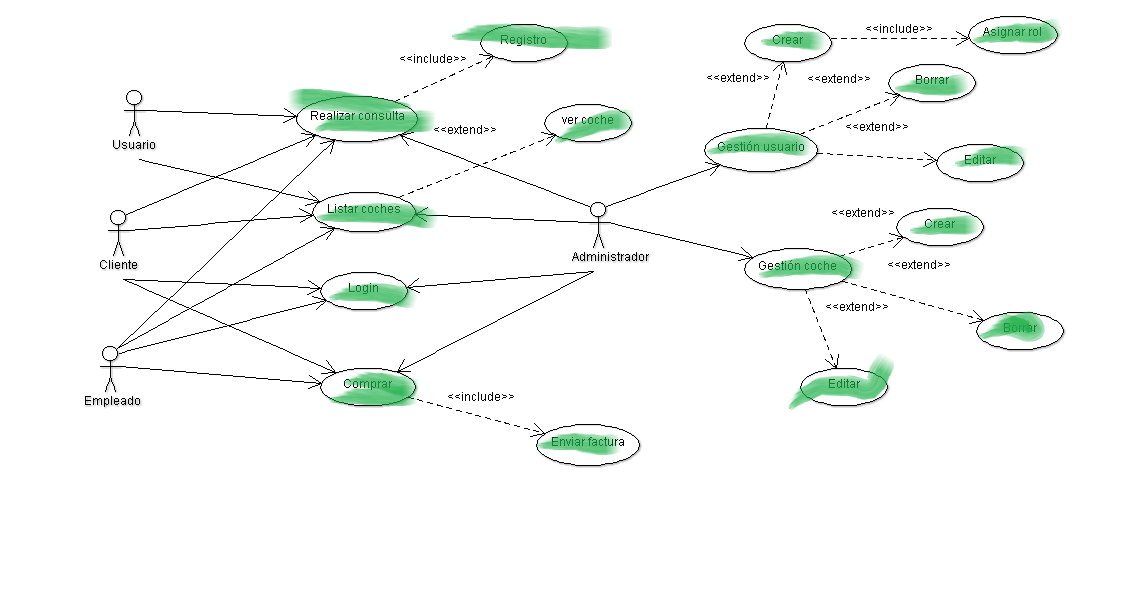 Registro
Crear
<<include>>
Asignar rol
<<include>>
<<extend>>
<<extend>>
Borrar
Usuario
Realizar consulta
<<extend>>
ver coche
<<extend>>
Gestión usuario
Editar
Listar coches
<<extend>>
Crear
Cliente
Administrador
Gestión coche
<<extend>>
Login
<<extend>>
Borrar
Empleado
Comprar
Editar
<<include>>
Enviar factura